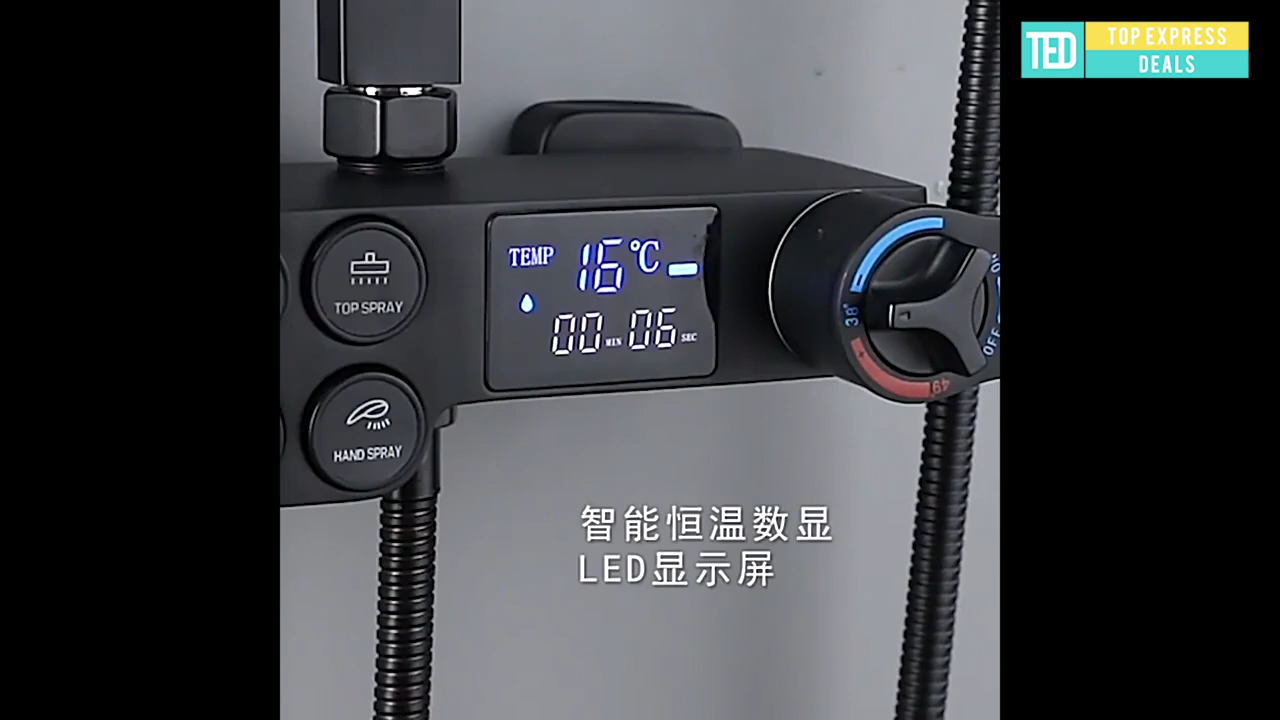 TED
TOP EXPRESS
DEALS
TEMP 16 °C
00 MIN 06 SEC
TOP SPRAY
HAND SPRAY
38°
49
OFF
智能恒温数显
LED显示屏